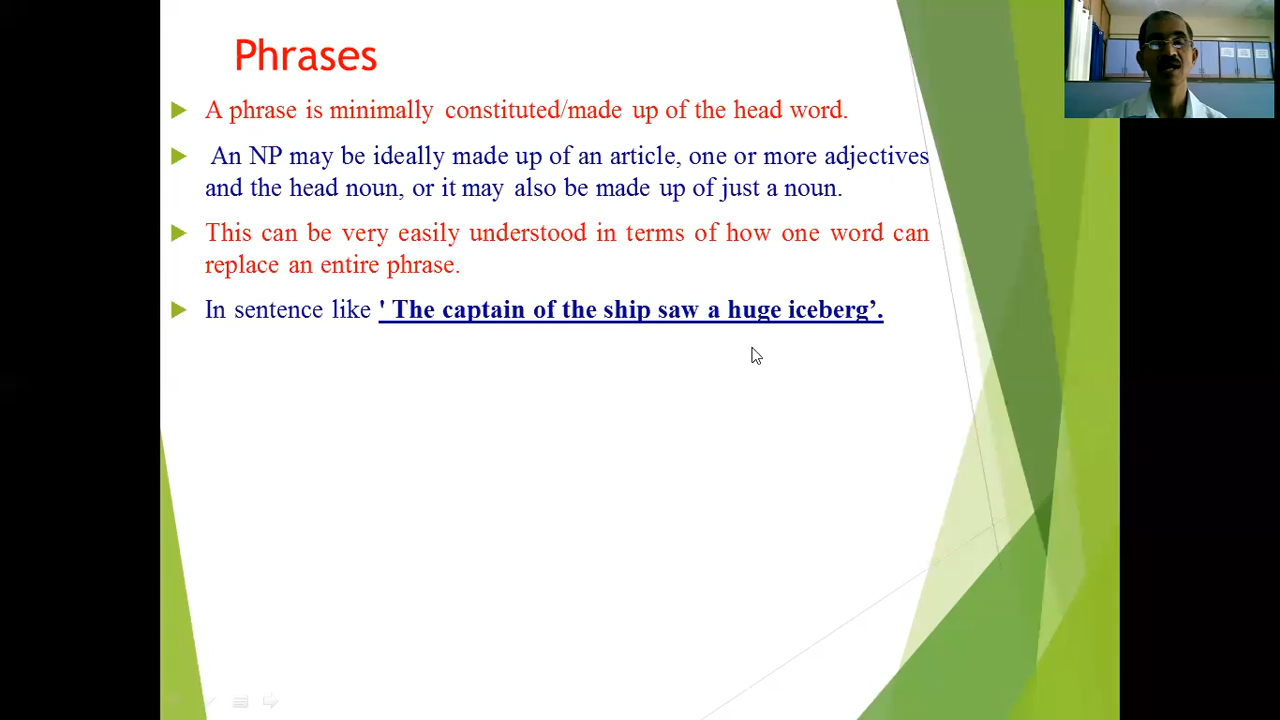 Phrases
A phrase is minimally constituted/made up of the head word.
An NP may be ideally made up of an article, one or more adjectives
and the head noun, or it may also be made up of just a noun.
This can be very easily understood in terms of how one word can
replace an entire phrase.
In sentence like ' The captain of the ship saw a huge iceberg’.